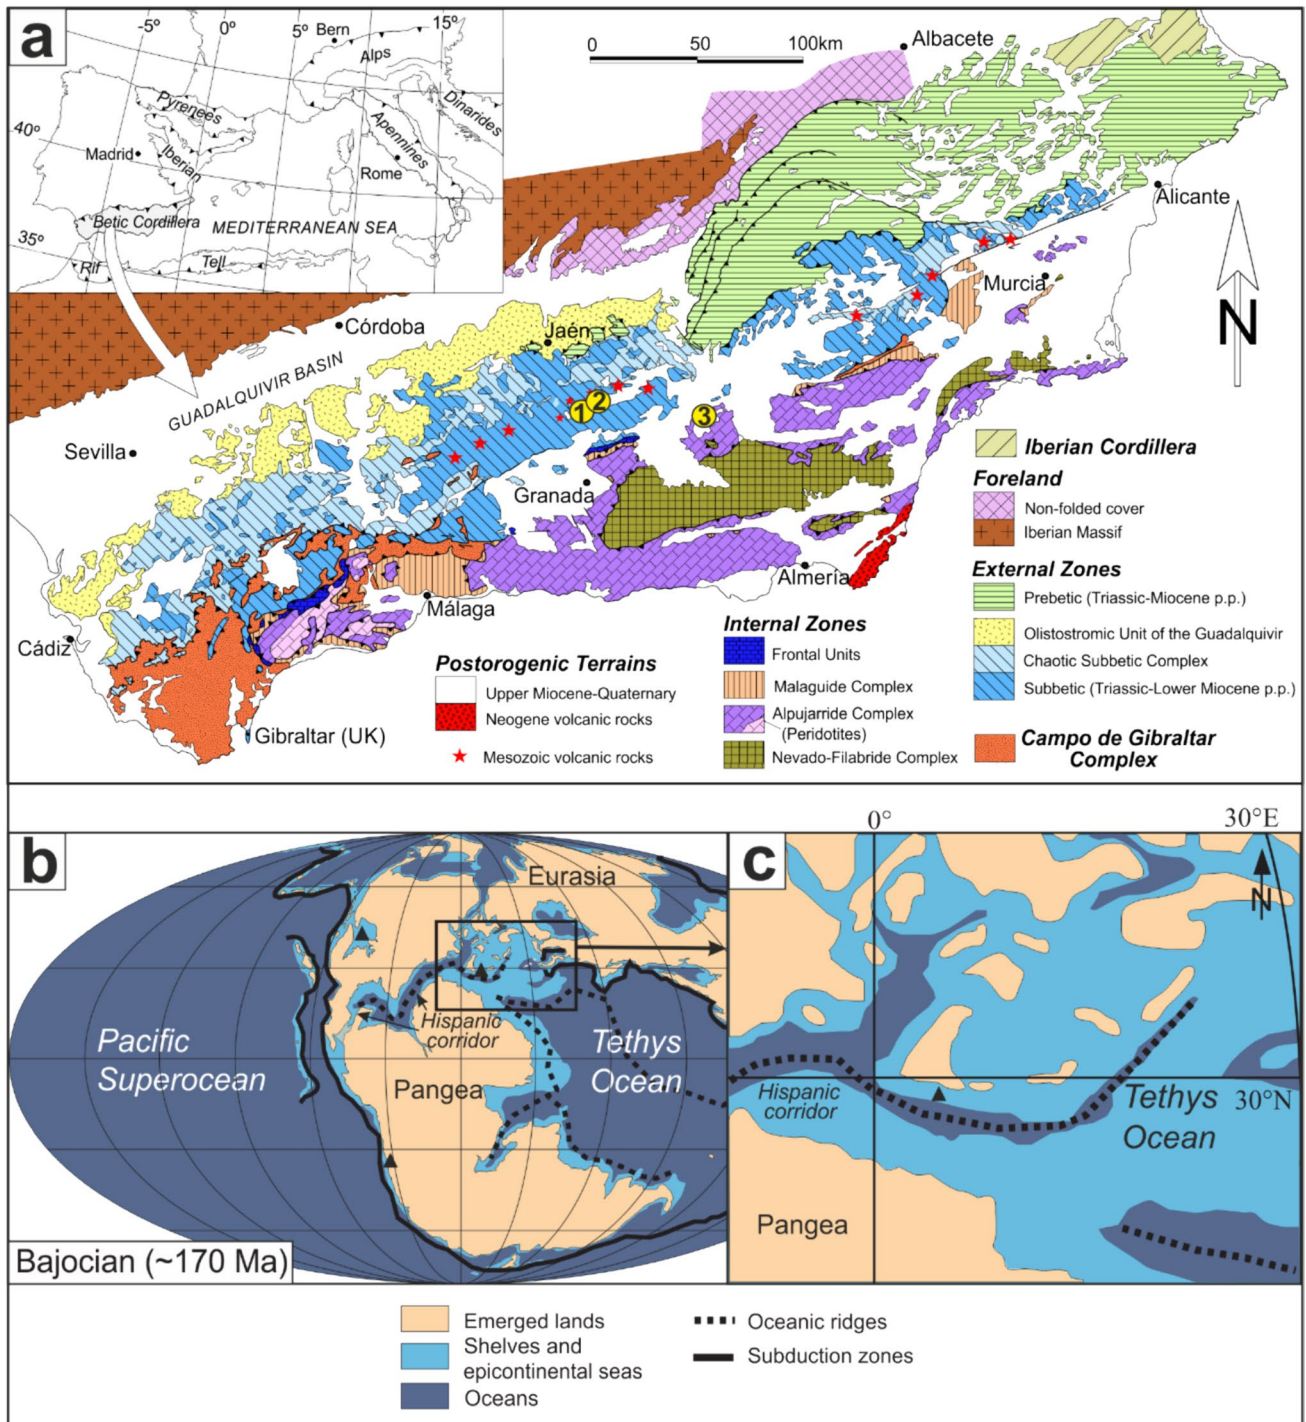 a
-5º
0º
5º
15º
Bern
Alps
Pyrenees
Dinarides
40º
Apennines
Madrid
Iberian
Rome
Betic Cordillera
MEDITERRANEAN SEA
35º
Rif
Tell
0
50
100km
Albacete
Alicante
Murcia
N
Córdoba
Jaén
GUADALQUIVIR BASIN
1
2
3
Sevilla
Granada
Almería
Málaga
Cádiz
Gibraltar (UK)
Postorogenic Terrains
Upper Miocene-Quaternary
Neogene volcanic rocks
Mesozoic volcanic rocks
Internal Zones
Frontal Units
Malaguide Complex
Alpujarride Complex
(Peridotites)
Nevado-Filabride Complex
Iberian Cordillera
Foreland
Non-folded cover
Iberian Massif
External Zones
Prebetic (Triassic-Miocene p.p.)
Olistostromic Unit of the Guadalquivir
Chaotic Subbetic Complex
Subbetic (Triassic-Lower Miocene p.p.)
Campo de Gibraltar
Complex
b
Eurasia
Hispanic
corridor
Pacific
Superocean
Pangea
Tethys
Ocean
Bajocian (~170 Ma)
0°
30°E
c
N
Hispanic
corridor
Tethys
Ocean
30°N
Pangea
Emerged lands
Shelves and
epicontinental seas
Oceans
Oceanic ridges
Subduction zones